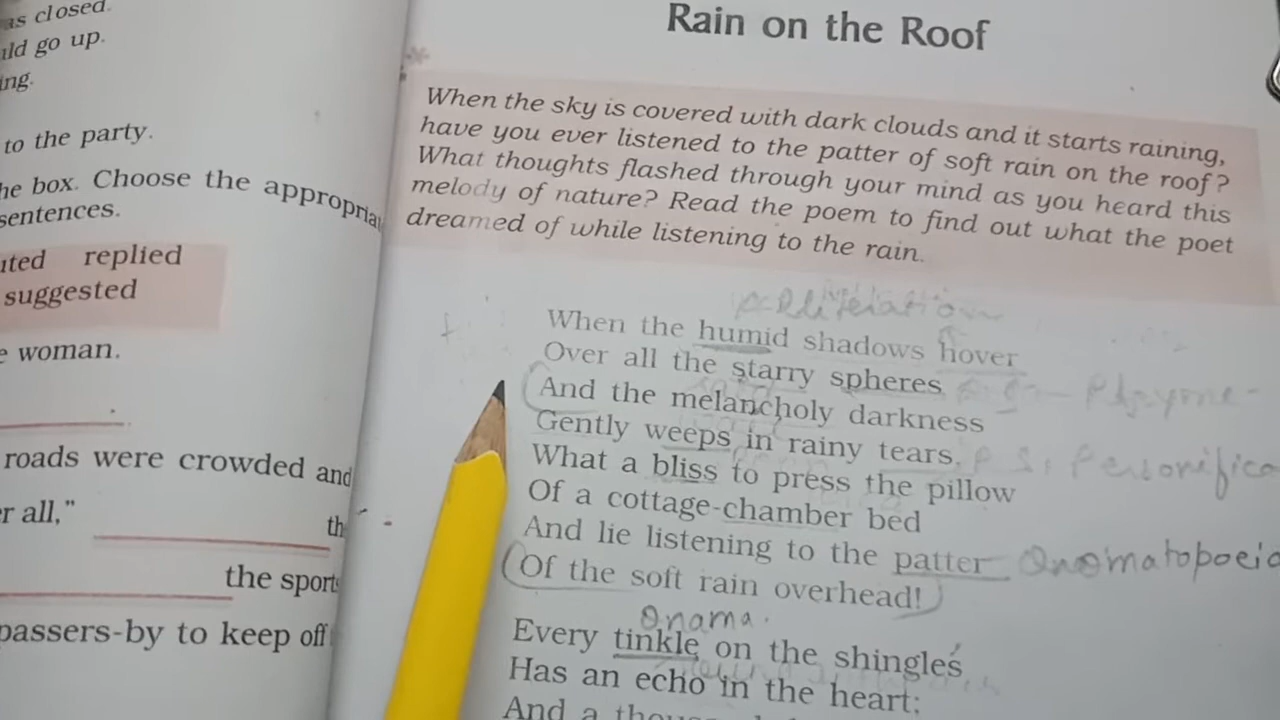 as closed.
uld go up.
ing.
to the party.
he box. Choose the appropria
sentences.
uted replied
suggested
e woman.
roads were crowded and
er all," th
the sport
passers-by to keep off
Rain on the Roof
When the sky is covered with dark clouds and it starts raining,
have you ever listened to the patter of soft rain on the roof?
What thoughts flashed through your mind as you heard this
melody of nature? Read the poem to find out what the poet
dreamed of while listening to the rain.
When the humid shadows hover
Over all the starry spheres
And the melancholy darkness
Gently weeps in rainy tears,
What a bliss to press the pillow
Of a cottage-chamber bed
And lie listening to the patter Onomatopoeia
Of the soft rain overhead!
Onama.
Every tinkle on the shingles
Has an echo in the heart;
And a thou